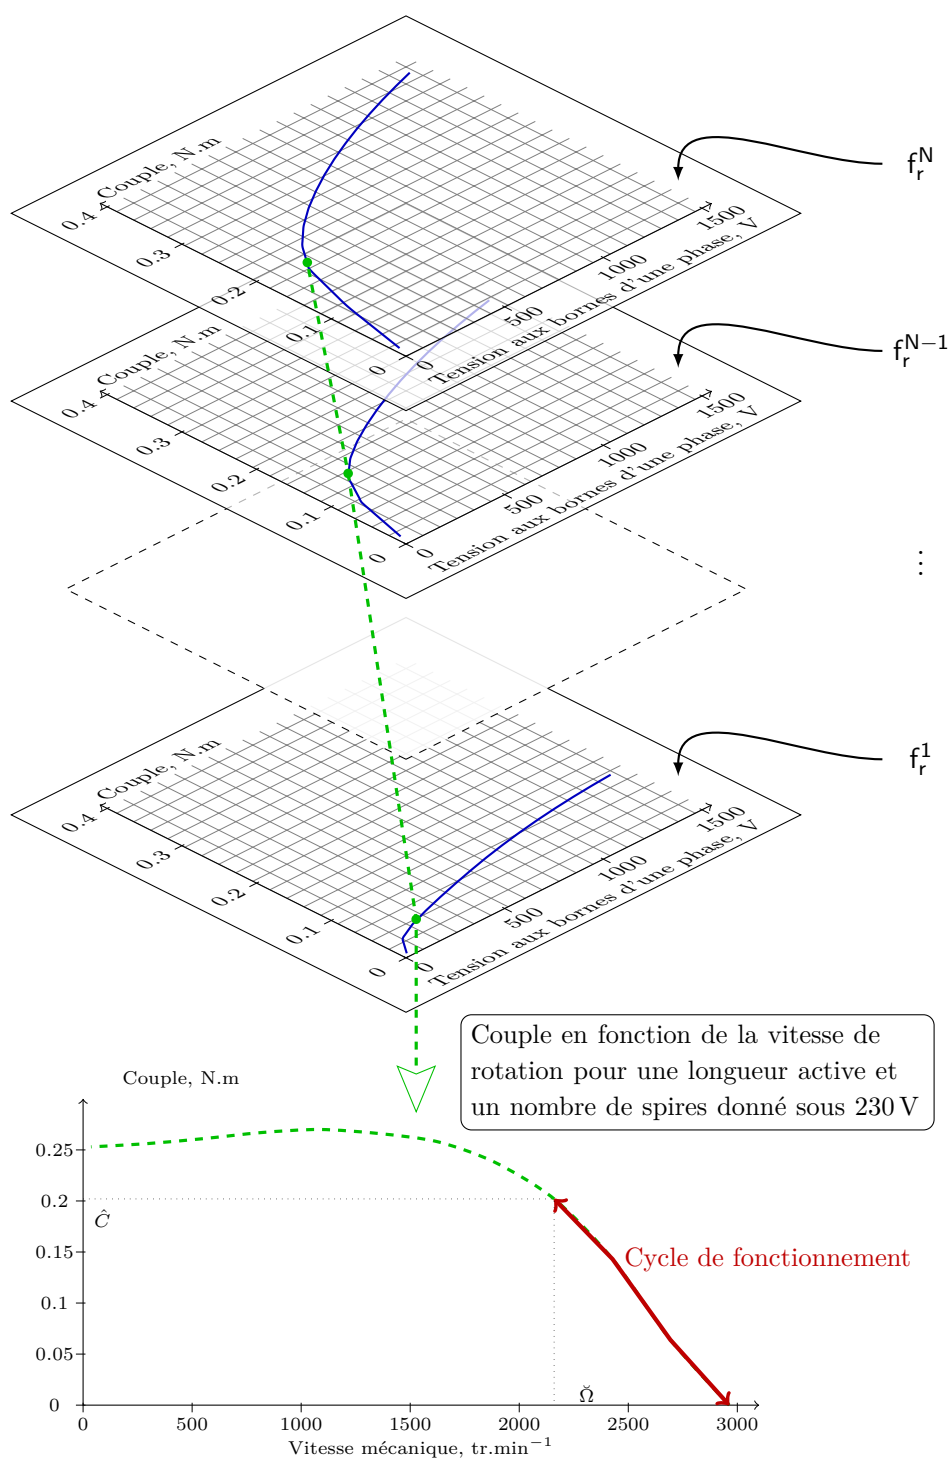 Couple, N.m
0.4
0.3
0.2
0.1
0
0
500
1000
1500
Tension aux bornes d'une phase, V
f_r^N
Couple, N.m
0.4
0.3
0.2
0.1
0
0
500
1000
1500
Tension aux bornes d'une phase, V
f_r^{N−1}
⋮
Couple, N.m
0.4
0.3
0.2
0.1
0
0
500
1000
1500
Tension aux bornes d'une phase, V
f_r^1
Couple en fonction de la vitesse de
rotation pour une longueur active et
un nombre de spires donné sous 230 V
Couple, N.m
0.25
0.2
Ĉ
0.15
Cycle de fonctionnement
0.1
0.05
0
Ω̆
0
500
1000
1500
2000
2500
3000
Vitesse mécanique, tr.min⁻¹